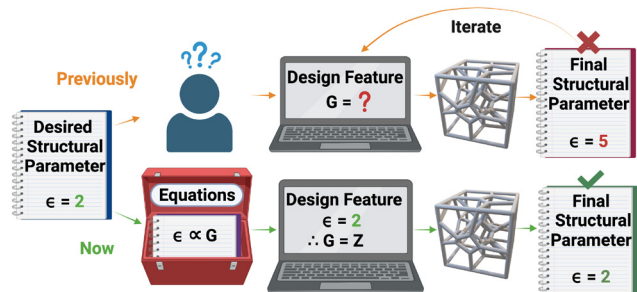 Iterate
Previously
???
Design Feature
G = ?
Final
Structural
Parameter
ϵ = 5
Desired
Structural
Parameter
ϵ = 2
Equations
ϵ ∝ G
Now
Design Feature
ϵ = 2
∴ G = Z
Final
Structural
Parameter
ϵ = 2